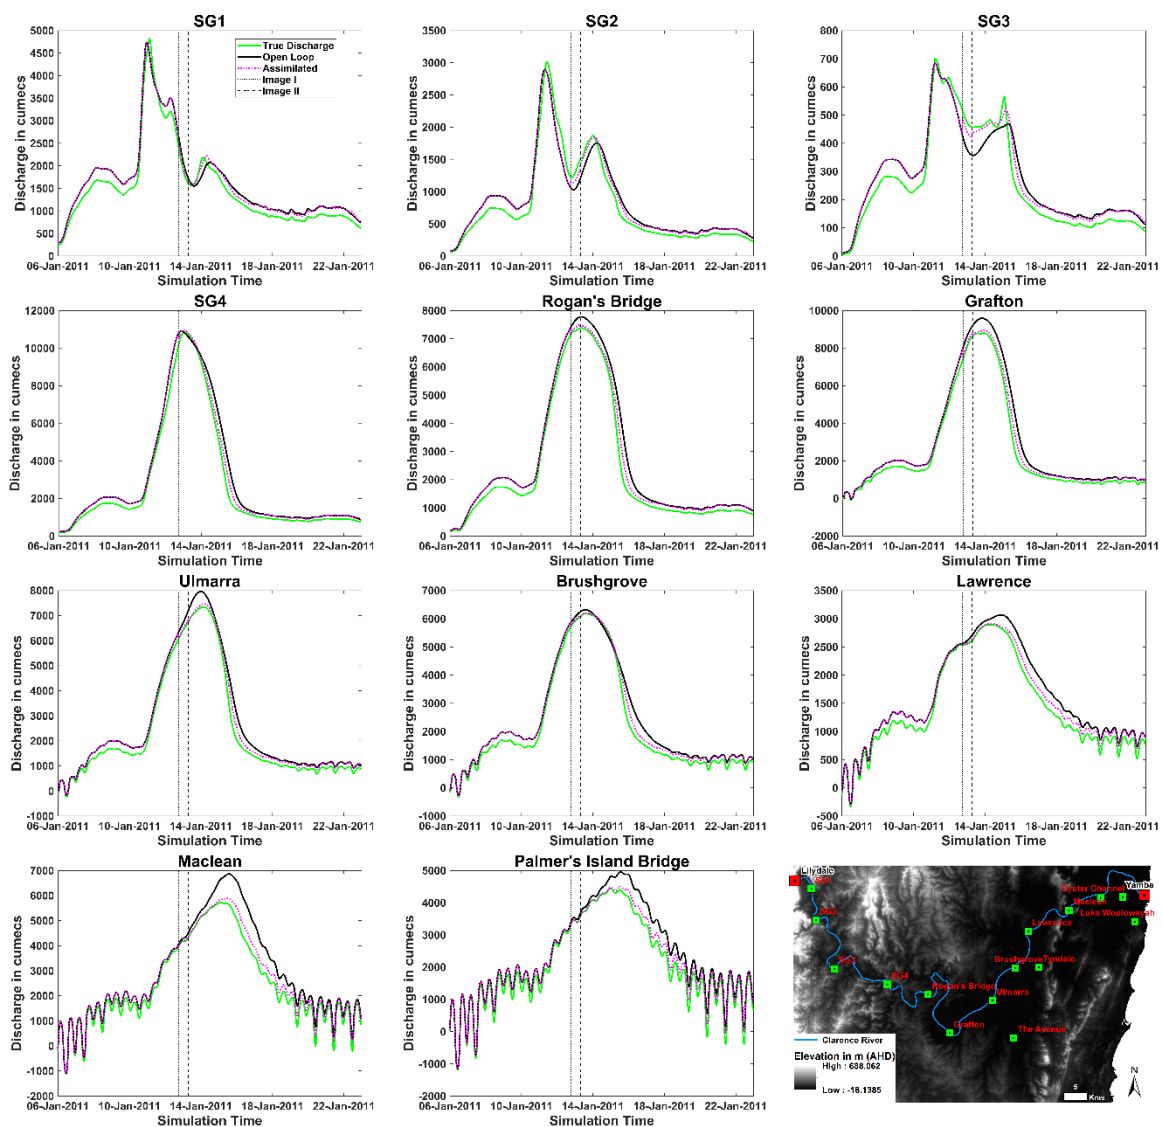 SG1
Discharge in cumecs
5000
4500
4000
3500
3000
2500
2000
1500
1000
500
0
True Discharge
Open Loop
Assimilated
Image I
Image II
06-Jan-2011 10-Jan-2011 14-Jan-2011 18-Jan-2011 22-Jan-2011
Simulation Time
SG2
Discharge in cumecs
3500
3000
2500
2000
1500
1000
500
0
06-Jan-2011 10-Jan-2011 14-Jan-2011 18-Jan-2011 22-Jan-2011
Simulation Time
SG3
Discharge in cumecs
800
700
600
500
400
300
200
100
0
06-Jan-2011 10-Jan-2011 14-Jan-2011 18-Jan-2011 22-Jan-2011
Simulation Time
SG4
Discharge in cumecs
12000
10000
8000
6000
4000
2000
0
06-Jan-2011 10-Jan-2011 14-Jan-2011 18-Jan-2011 22-Jan-2011
Simulation Time
Rogan's Bridge
Discharge in cumecs
8000
7000
6000
5000
4000
3000
2000
1000
0
06-Jan-2011 10-Jan-2011 14-Jan-2011 18-Jan-2011 22-Jan-2011
Simulation Time
Grafton
Discharge in cumecs
10000
8000
6000
4000
2000
0
-2000
06-Jan-2011 10-Jan-2011 14-Jan-2011 18-Jan-2011 22-Jan-2011
Simulation Time
Ulmarra
Discharge in cumecs
8000
7000
6000
5000
4000
3000
2000
1000
0
-1000
06-Jan-2011 10-Jan-2011 14-Jan-2011 18-Jan-2011 22-Jan-2011
Simulation Time
Brushgrove
Discharge in cumecs
7000
6000
5000
4000
3000
2000
1000
0
-1000
06-Jan-2011 10-Jan-2011 14-Jan-2011 18-Jan-2011 22-Jan-2011
Simulation Time
Lawrence
Discharge in cumecs
3500
3000
2500
2000
1500
1000
500
0
-500
06-Jan-2011 10-Jan-2011 14-Jan-2011 18-Jan-2011 22-Jan-2011
Simulation Time
Maclean
Discharge in cumecs
7000
6000
5000
4000
3000
2000
1000
0
-1000
-2000
06-Jan-2011 10-Jan-2011 14-Jan-2011 18-Jan-2011 22-Jan-2011
Simulation Time
Palmer's Island Bridge
Discharge in cumecs
5000
4000
3000
2000
1000
0
-1000
-2000
06-Jan-2011 10-Jan-2011 14-Jan-2011 18-Jan-2011 22-Jan-2011
Simulation Time
Lilydale
SG1
SG2
SG3
SG4
Rogan's Bridge
Grafton
Ulmarra
The Avenue
Brushgrove Tyndale
Lawrence
Maclean
Lake Wooloweyah
Oyster Channel
Yamba
Clarence River
Elevation in m (AHD)
High : 688.062
Low : -16.1385
N
5
Kms